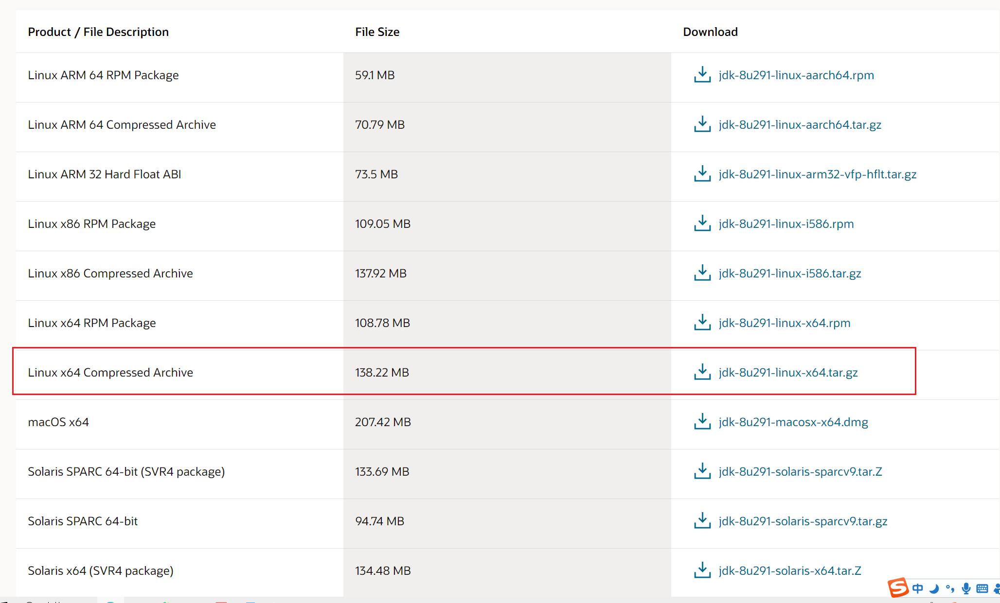 Product / File Description File Size Download
Linux ARM 64 RPM Package 59.1 MB jdk-8u291-linux-aarch64.rpm
Linux ARM 64 Compressed Archive 70.79 MB jdk-8u291-linux-aarch64.tar.gz
Linux ARM 32 Hard Float ABI 73.5 MB jdk-8u291-linux-arm32-vfp-hflt.tar.gz
Linux x86 RPM Package 109.05 MB jdk-8u291-linux-i586.rpm
Linux x86 Compressed Archive 137.92 MB jdk-8u291-linux-i586.tar.gz
Linux x64 RPM Package 108.78 MB jdk-8u291-linux-x64.rpm
Linux x64 Compressed Archive 138.22 MB jdk-8u291-linux-x64.tar.gz
macOS x64 207.42 MB jdk-8u291-macosx-x64.dmg
Solaris SPARC 64-bit (SVR4 package) 133.69 MB jdk-8u291-solaris-sparcv9.tar.Z
Solaris SPARC 64-bit 94.74 MB jdk-8u291-solaris-sparcv9.tar.gz
Solaris x64 (SVR4 package) 134.48 MB jdk-8u291-solaris-x64.tar.Z
S 中